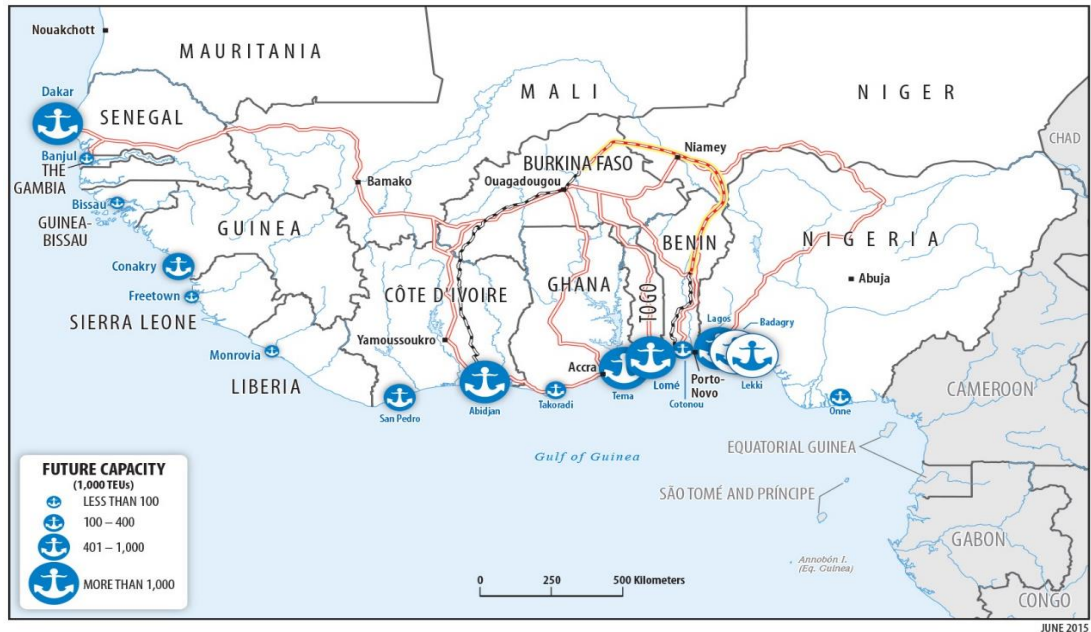 Nouakchott
MAURITANIA
MALI
NIGER
CHAD
Dakar
SENEGAL
Banjul
THE
GAMBIA
Bissau
GUINEA-
BISSAU
Bamako
BURKINA FASO
Ouagadougou
Niamey
GUINEA
Conakry
Freetown
SIERRA LEONE
Monrovia
LIBERIA
CÔTE D'IVOIRE
Yamoussoukro
San Pedro
Abidjan
GHANA
Takoradi
Accra
Tema
TOGO
Lomé
BENIN
Cotonou
Porto-
Novo
NIGERIA
Abuja
Lagos
Badagry
Lekki
Onne
CAMEROON
EQUATORIAL GUINEA
Gulf of Guinea
SÃO TOMÉ AND PRÍNCIPE
GABON
Annobón I.
(Eq. Guinea)
CONGO
FUTURE CAPACITY
(1,000 TEUs)
LESS THAN 100
100 – 400
401 – 1,000
MORE THAN 1,000
0 250 500 Kilometers
JUNE 2015